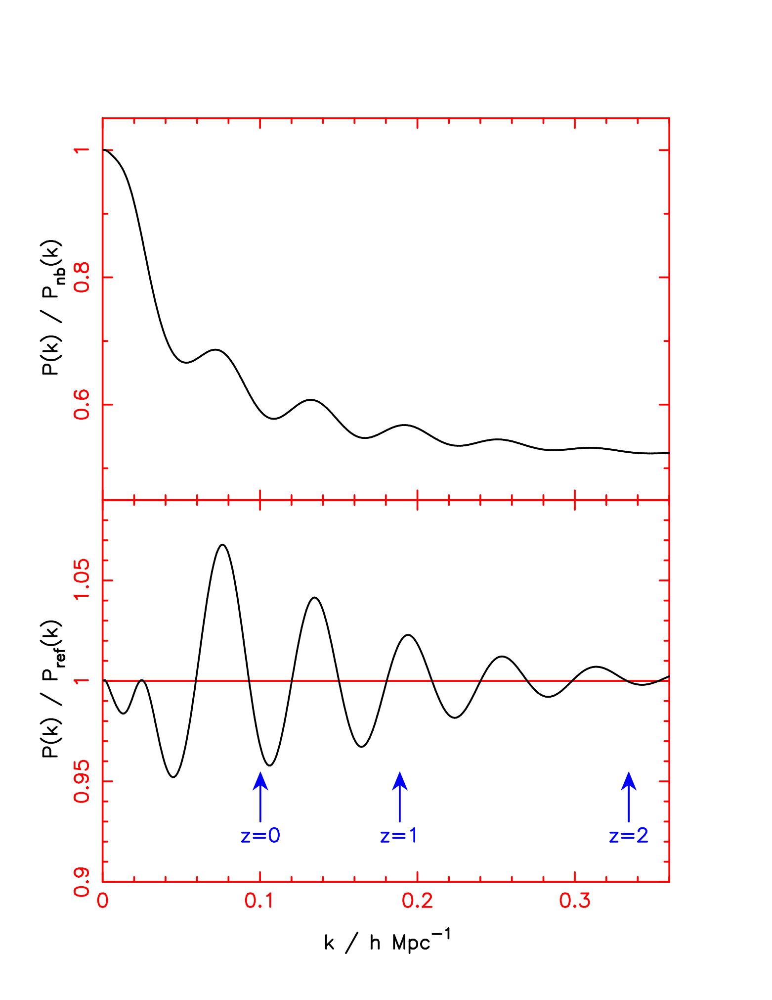 P(k) / P_nb(k)
1
0.8
0.6
P(k) / P_ref(k)
1.05
1
0.95
0.9
z=0 z=1 z=2
0 0.1 0.2 0.3
k / h Mpc⁻¹